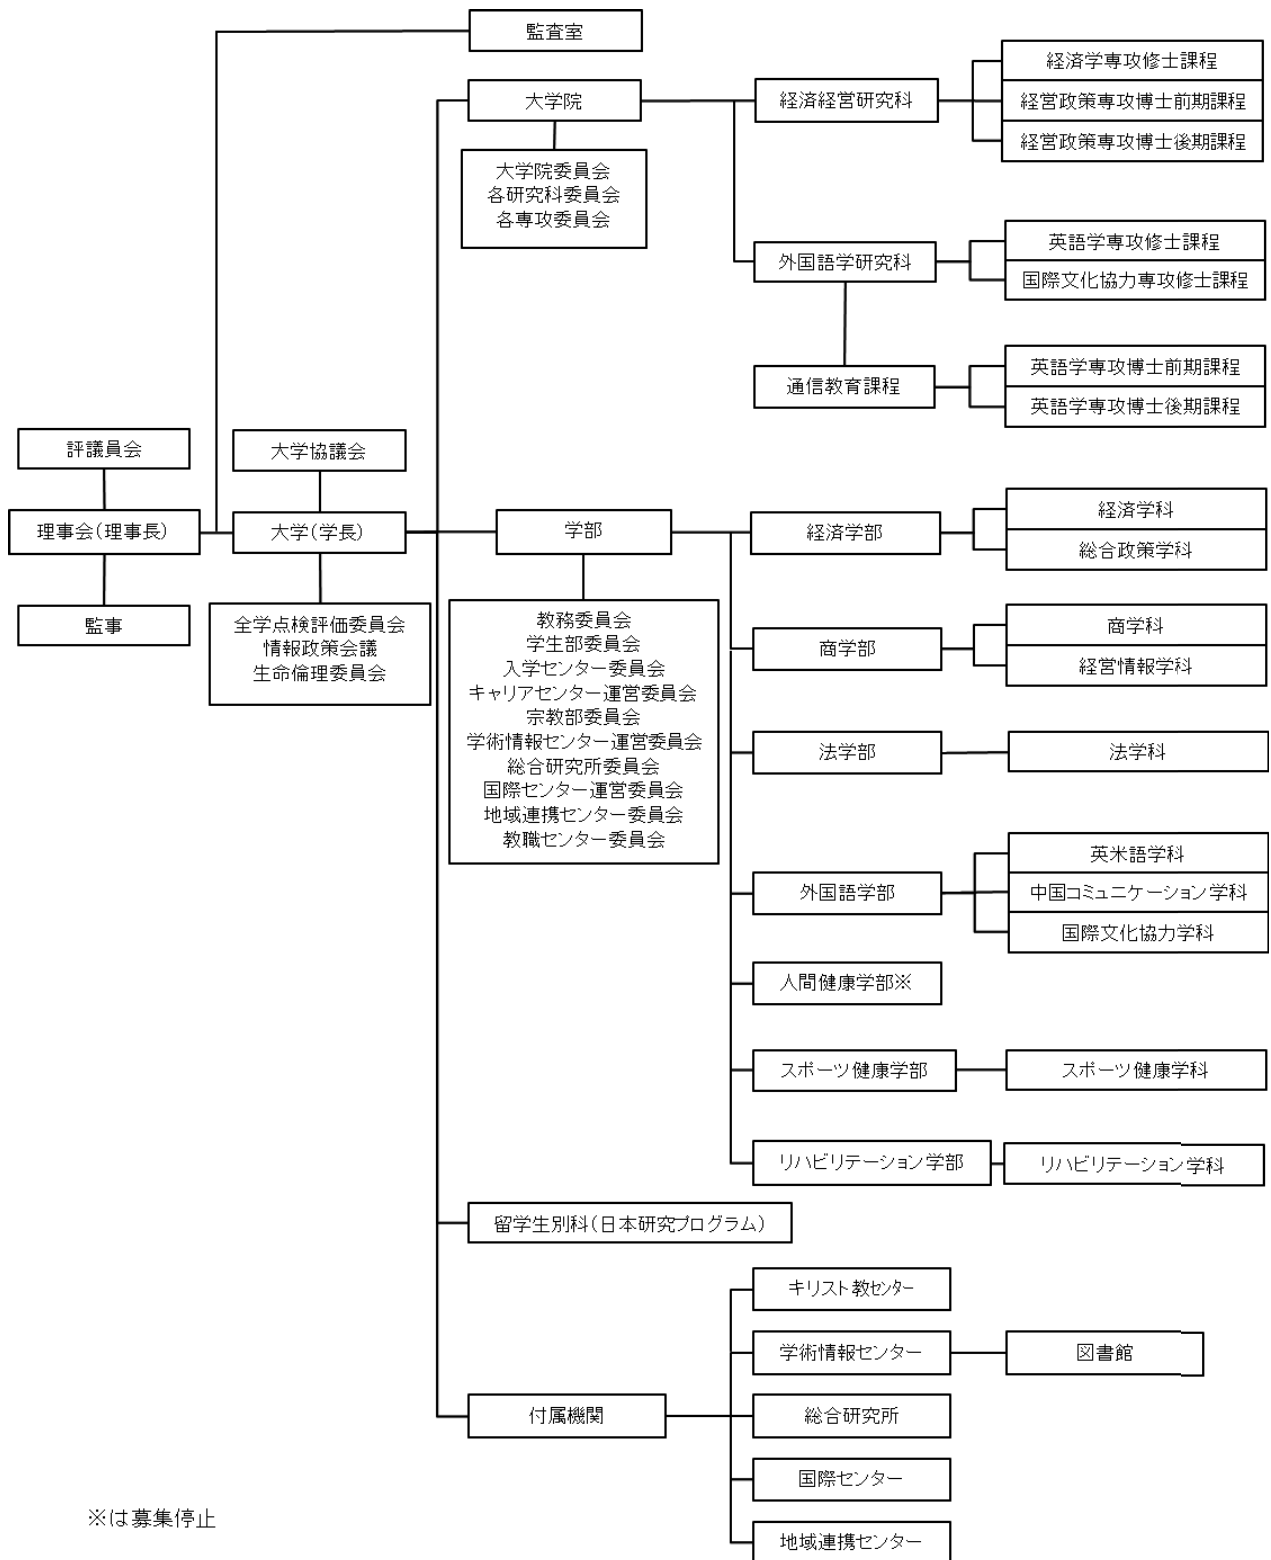 監査室
大学院
大学院委員会
各研究科委員会
各専攻委員会
経済経営研究科
経済学専攻修士課程
経営政策専攻博士前期課程
経営政策専攻博士後期課程
外国語学研究科
英語学専攻修士課程
国際文化協力専攻修士課程
通信教育課程
英語学専攻博士前期課程
英語学専攻博士後期課程
評議員会
理事会(理事長)
監事
大学協議会
大学(学長)
全学点検評価委員会
情報政策会議
生命倫理委員会
学部
教務委員会
学生部委員会
入学センター委員会
キャリアセンター運営委員会
宗教部委員会
学術情報センター運営委員会
総合研究所委員会
国際センター運営委員会
地域連携センター委員会
教職センター委員会
経済学部
経済学科
総合政策学科
商学部
商学科
経営情報学科
法学部
法学科
外国語学部
英米語学科
中国コミュニケーション学科
国際文化協力学科
人間健康学部※
スポーツ健康学部
スポーツ健康学科
リハビリテーション学部
リハビリテーション学科
留学生別科(日本研究プログラム)
付属機関
キリスト教センター
学術情報センター
図書館
総合研究所
国際センター
地域連携センター
※は募集停止